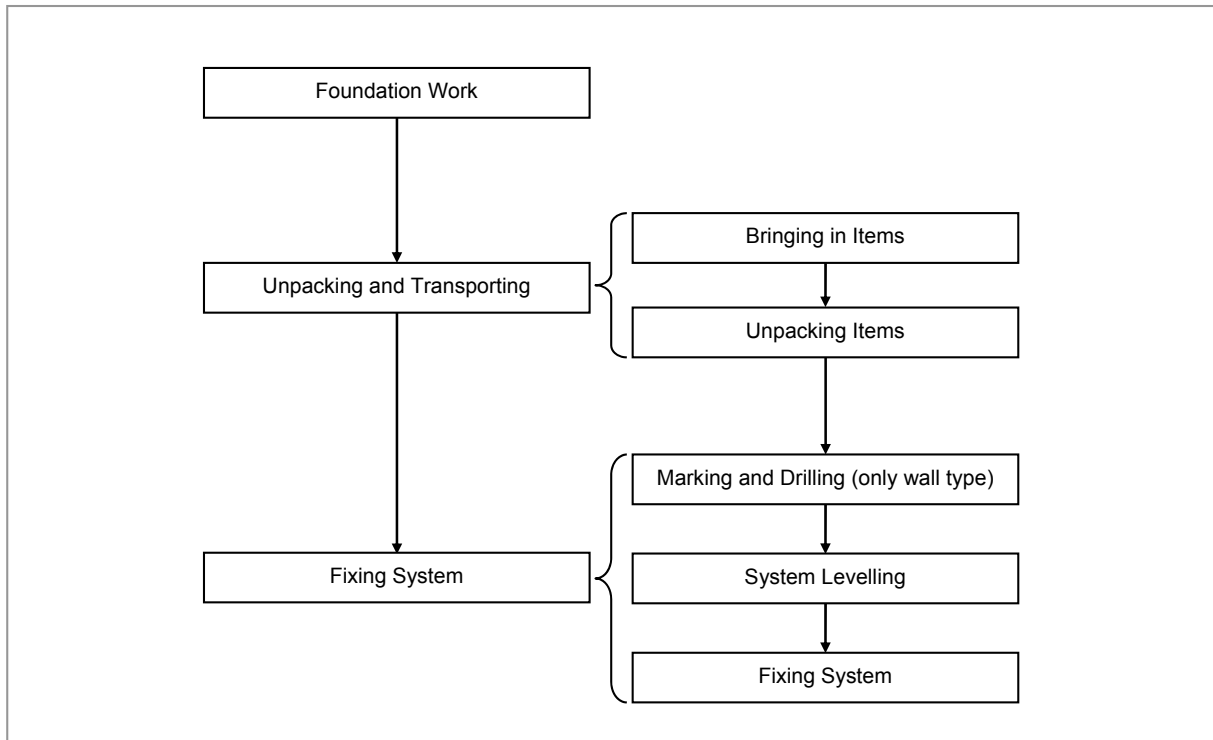 Foundation Work
Bringing in Items
Unpacking and Transporting
Unpacking Items
Marking and Drilling (only wall type)
Fixing System
System Levelling
Fixing System